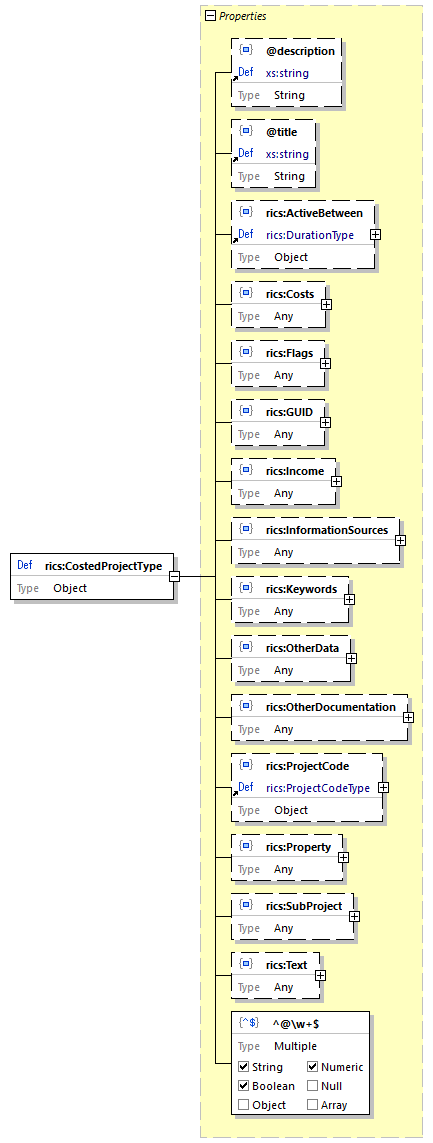 Properties
@description
Def xs:string
Type String
@title
Def xs:string
Type String
rics:ActiveBetween
Def rics:DurationType
Type Object
rics:Costs
Type Any
rics:Flags
Type Any
rics:GUID
Type Any
rics:Income
Type Any
rics:InformationSources
Type Any
Def rics:CostedProjectType
Type Object
rics:Keywords
Type Any
rics:OtherData
Type Any
rics:OtherDocumentation
Type Any
rics:ProjectCode
Def rics:ProjectCodeType
Type Object
rics:Property
Type Any
rics:SubProject
Type Any
rics:Text
Type Any
{^$} ^@\w+$
Type Multiple
String Numeric
Boolean Null
Object Array